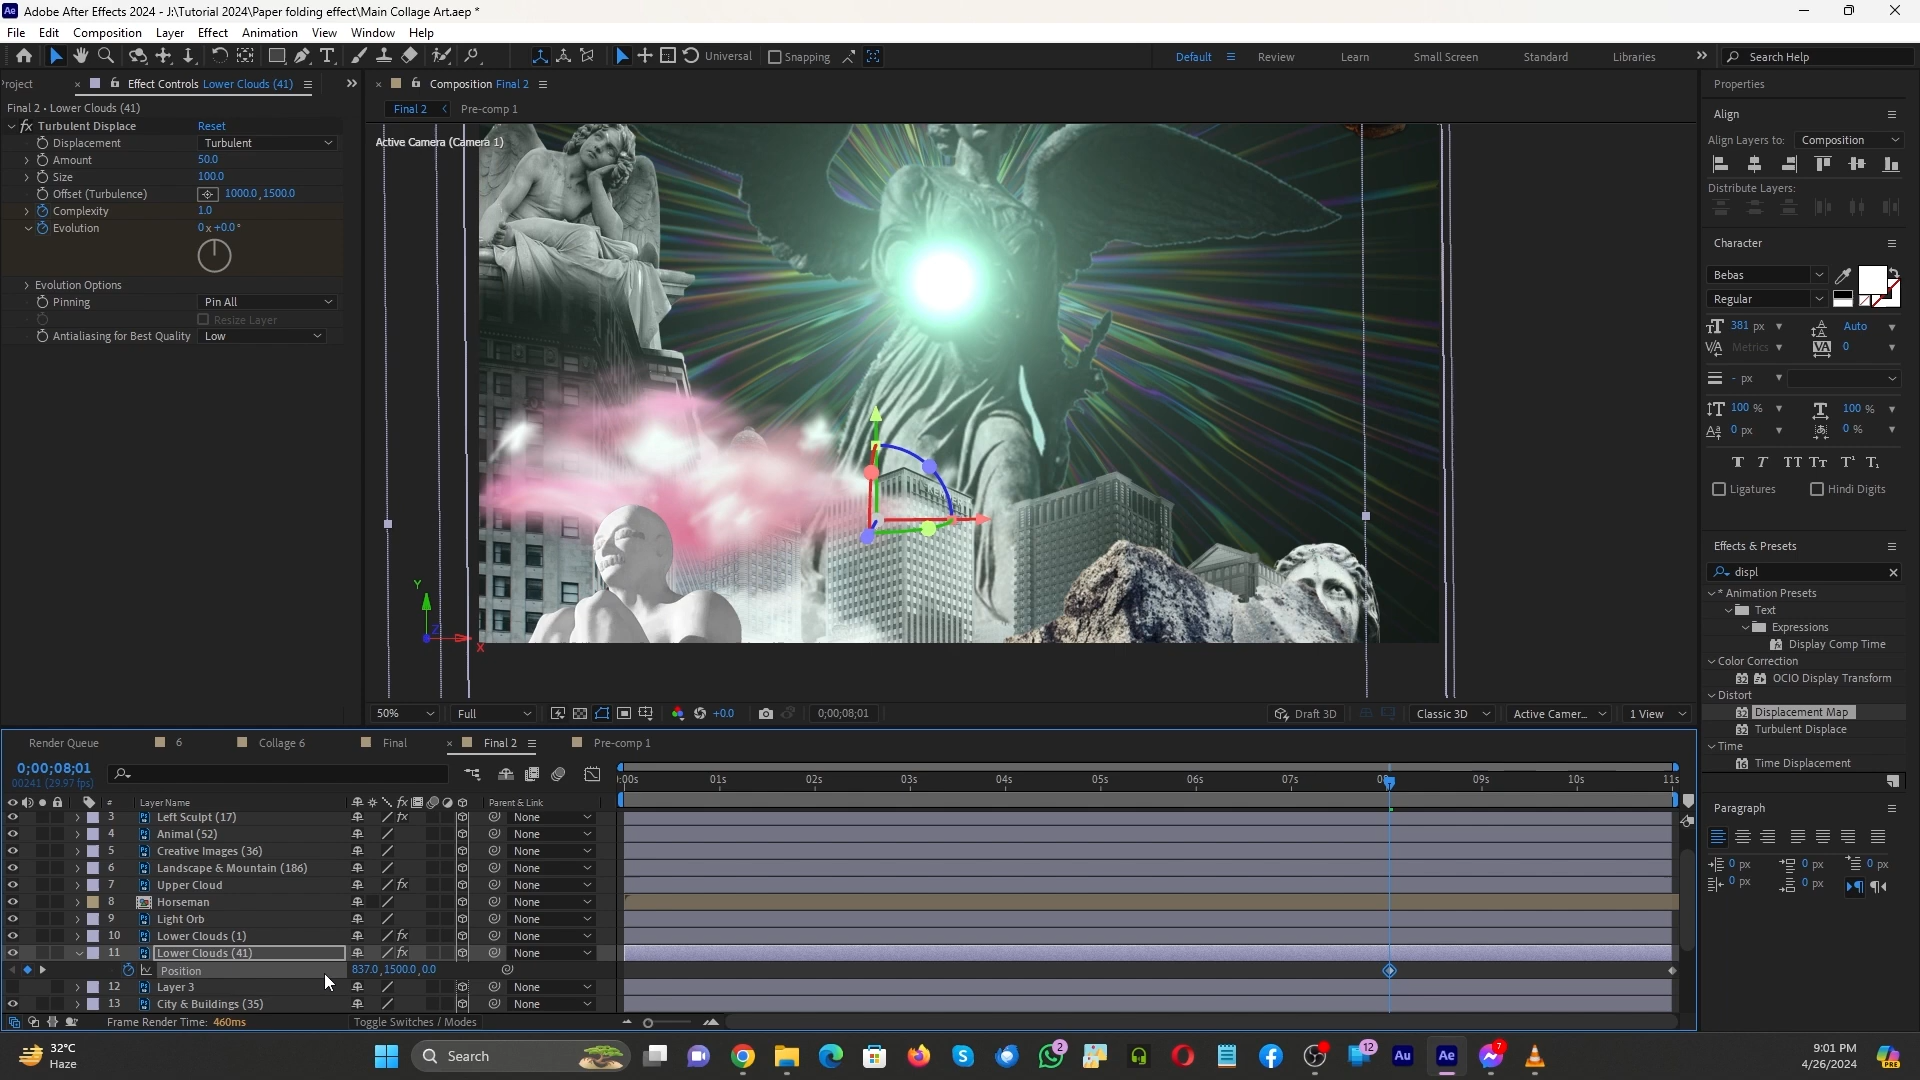 Adobe After Effects 2024 - J:\Tutorial 2024\Paper folding effect\Main Collage Art.aep *
File Edit Composition Layer Effect Animation View Window Help
Universal Snapping Default Review Learn Small Screen Standard Libraries Search Help
Project
Effect Controls Lower Clouds (41)
Final 2 • Lower Clouds (41)
fx Turbulent Displace Reset
Displacement Turbulent
Amount 50.0
Size 100.0
Offset (Turbulence) 1000.0, 1500.0
Complexity 1.0
Evolution 0x+0.0°
Evolution Options
Pinning Pin All
Resize Layer
Antialiasing for Best Quality Low
Composition Final 2
Final 2 Pre-comp 1
Active Camera (Camera 1)
Y
Z
X
50% Full +0.0 0;00;08;01 Draft 3D Classic 3D Active Camer... 1 View
Properties
Align
Align Layers to: Composition
Distribute Layers:
Character
Bebas
Regular
381 px Auto
Metrics 0
- px
100 % 100 %
0 px 0 %
Ligatures Hindi Digits
Effects & Presets
displ
* Animation Presets
Text
Expressions
Display Comp Time
Color Correction
OCIO Display Transform
Distort
Displacement Map
Turbulent Displace
Time
Time Displacement
Paragraph
0 px 0 px 0 px
0 px 0 px
Render Queue 6 Collage 6 Final Final 2 Pre-comp 1
0;00;08;01
00241 (29.97 fps)
:00s 01s 02s 03s 04s 05s 06s 07s 08s 09s 10s 11s
# Layer Name Parent & Link
3 Left Sculpt (17) None
4 Animal (52) None
5 Creative Images (36) None
6 Landscape & Mountain (186) None
7 Upper Cloud None
8 Horseman None
9 Light Orb None
10 Lower Clouds (1) None
11 Lower Clouds (41) None
Position 837.0, 1500.0, 0.0
12 Layer 3 None
13 City & Buildings (35) None
Frame Render Time: 460ms Toggle Switches / Modes
32°C
Haze
Search
2
12
Au
Ae
7
9:01 PM
4/26/2024
PRE